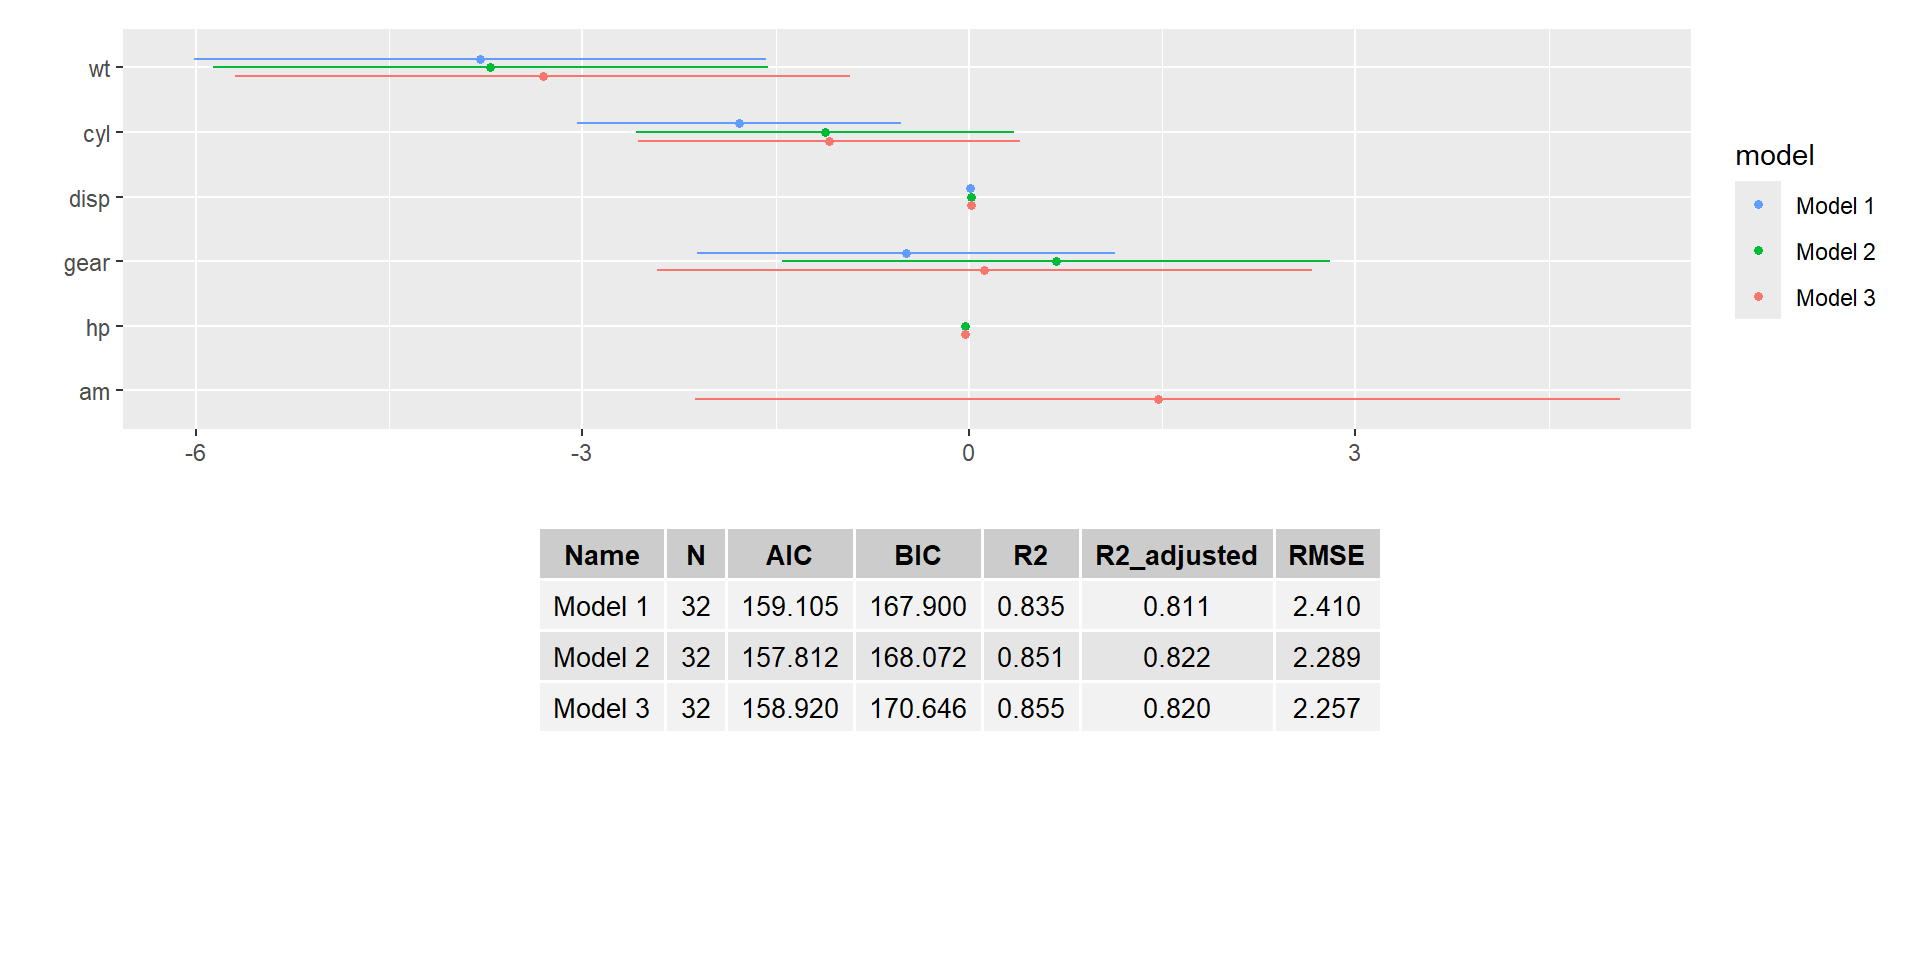 wt
cyl
disp
gear
hp
am
-6 -3 0 3
model
Model 1
Model 2
Model 3
Name N AIC BIC R2 R2_adjusted RMSE
Model 1 32 159.105 167.900 0.835 0.811 2.410
Model 2 32 157.812 168.072 0.851 0.822 2.289
Model 3 32 158.920 170.646 0.855 0.820 2.257